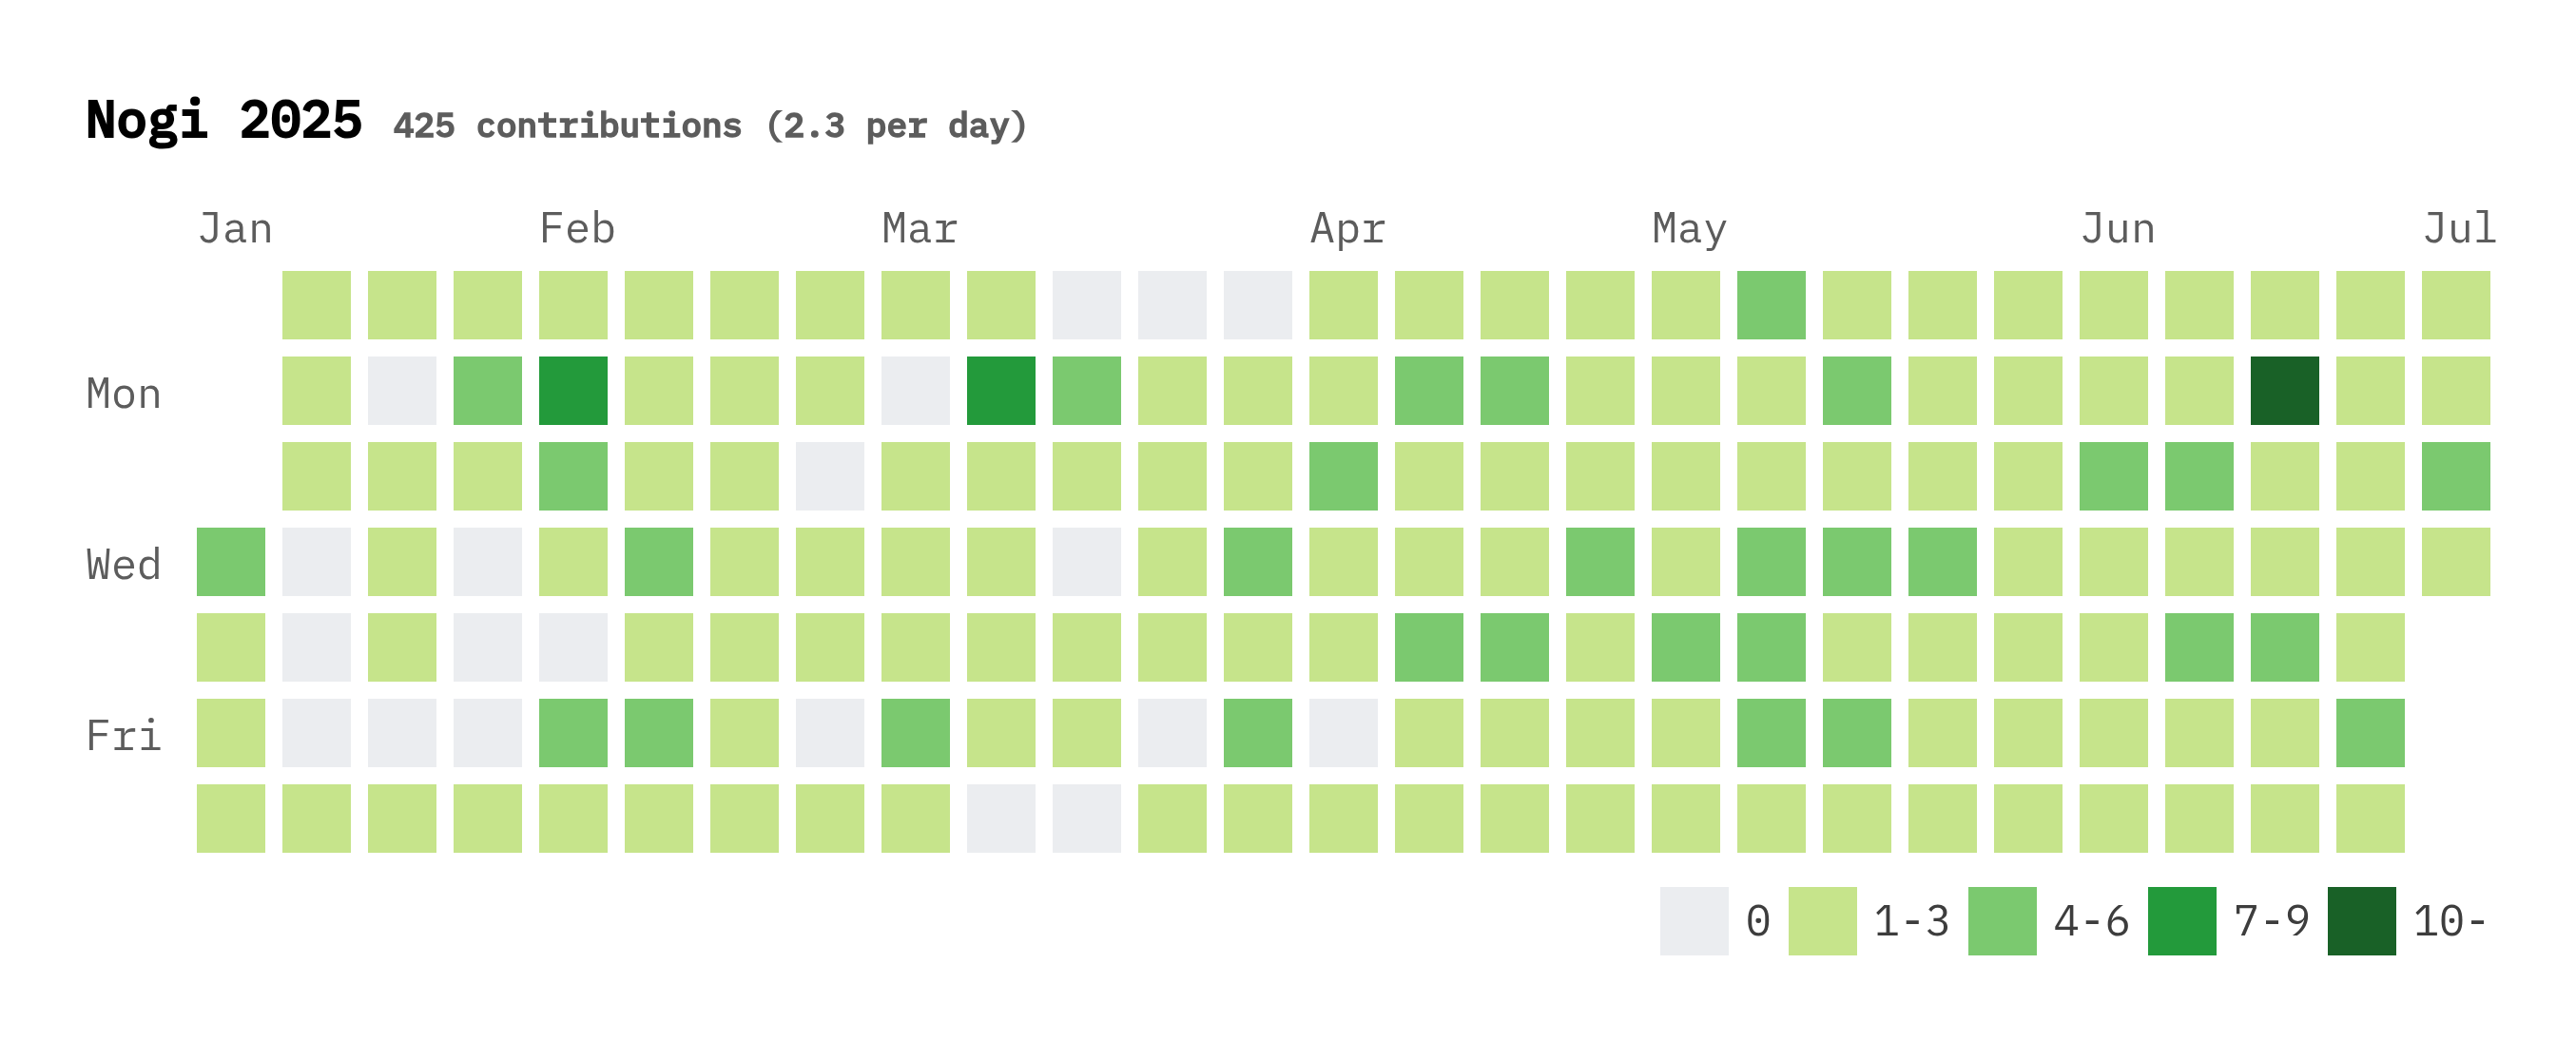 Nogi 2025 425 contributions (2.3 per day)
Jan Feb Mar Apr May Jun Jul
Mon
Wed
Fri
0 1-3 4-6 7-9 10-